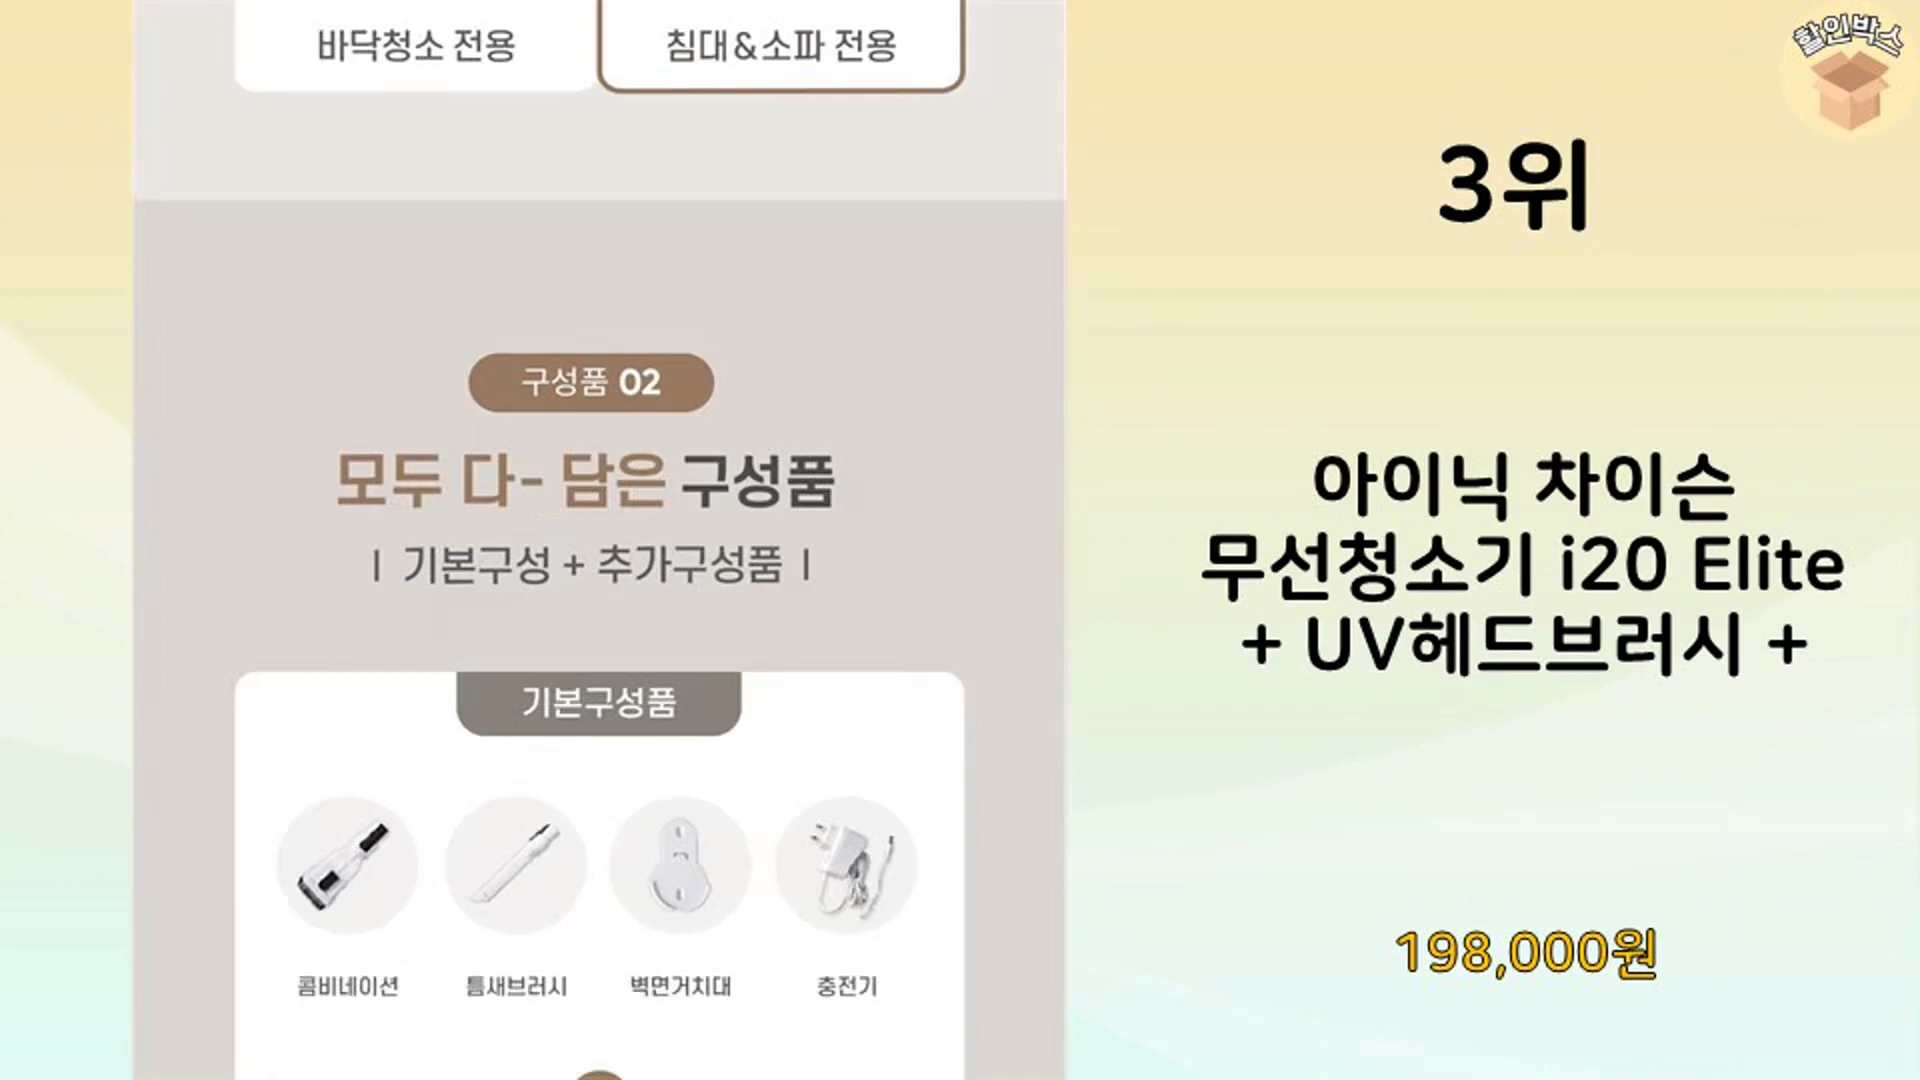 바닥청소 전용
침대&소파 전용
구성품 02
모두 다- 담은 구성품
| 기본구성 + 추가구성품 |
기본구성품
콤비네이션
틈새브러시
벽면거치대
충전기
할인박스
3위
아이닉 차이슨
무선청소기 i20 Elite
+ UV헤드브러시 +
198,000원